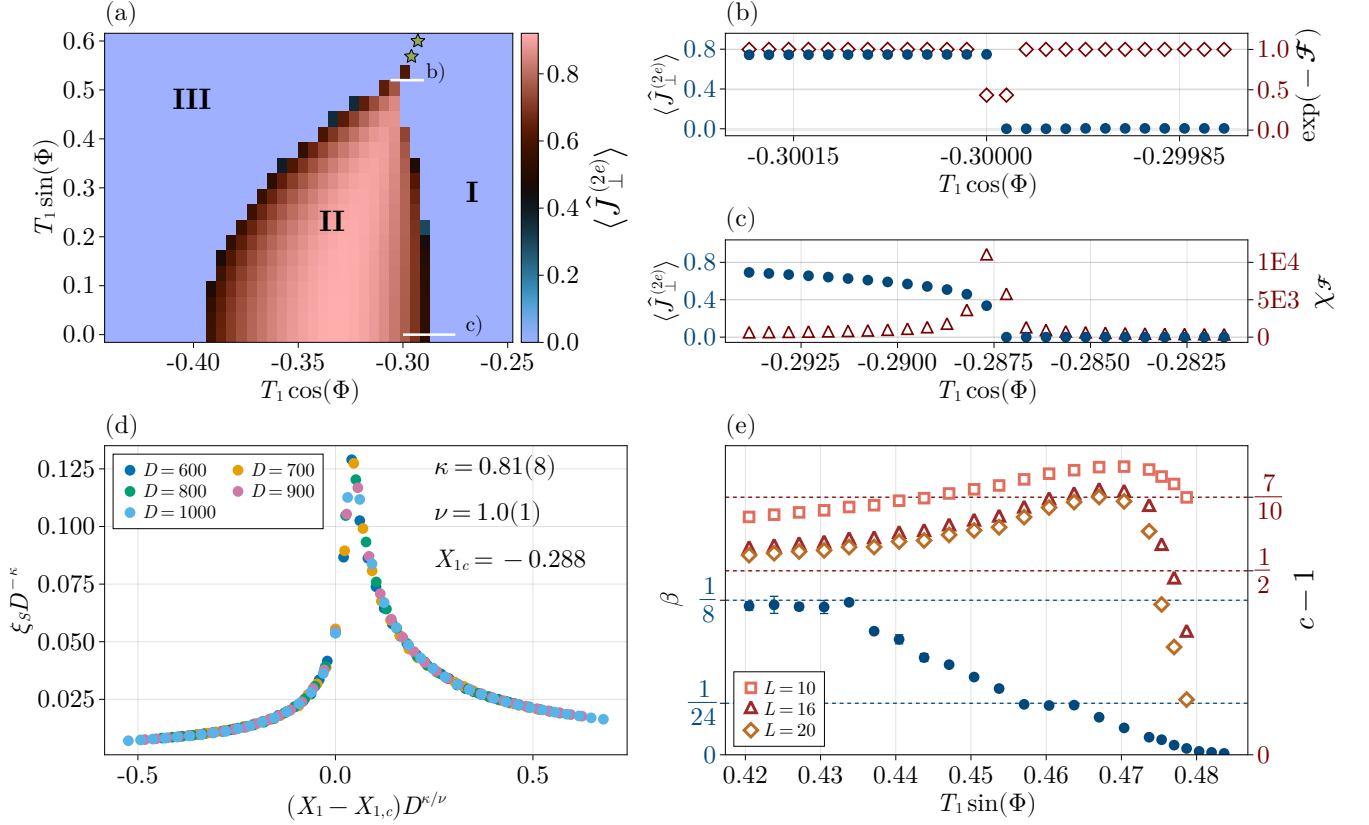 (a)
0.6
0.5
0.4
0.3
0.2
0.1
0.0
T₁ sin(Φ)
III
II
I
b)
c)
-0.40
-0.35
-0.30
-0.25
T₁ cos(Φ)
0.8
0.6
0.4
0.2
0.0
⟨Ĵ⊥^(2e)⟩
(b)
0.8
0.4
0.0
⟨Ĵ⊥^(2e)⟩
1.0
0.5
0.0
exp(−𝓕)
-0.30015
-0.30000
-0.29985
T₁ cos(Φ)
(c)
0.8
0.4
0.0
⟨Ĵ⊥^(2e)⟩
1E4
5E3
0
χ_𝓕
-0.2925
-0.2900
-0.2875
-0.2850
-0.2825
T₁ cos(Φ)
(d)
0.125
0.100
0.075
0.050
0.025
ξ_S D^−κ
D = 600
D = 700
D = 800
D = 900
D = 1000
κ = 0.81(8)
ν = 1.0(1)
X₁c = −0.288
-0.5
0.0
0.5
(X₁ − X₁,c)D^κ/ν
(e)
β
1/8
1/24
0
7/10
1/2
0
c − 1
L = 10
L = 16
L = 20
0.42
0.43
0.44
0.45
0.46
0.47
0.48
T₁ sin(Φ)